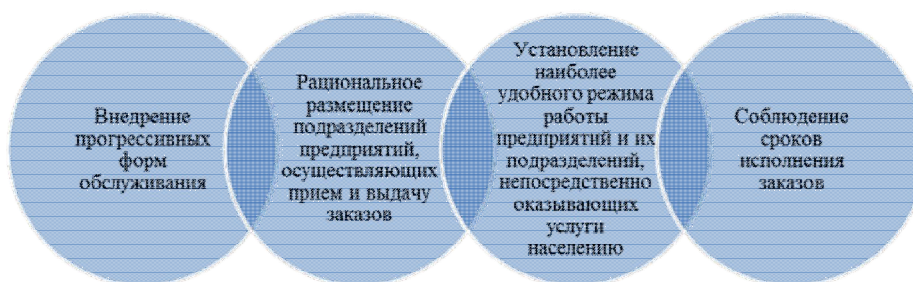 Внедрение
прогрессивных
форм
обслуживания
Рациональное
размещение
подразделений
предприятий,
осуществляющих
прием и выдачу
заказов
Установление
наиболее
удобного режима
работы
предприятий и их
подразделений,
непосредственно
оказывающих
услуги
населению
Соблюдение
сроков
исполнения
заказов